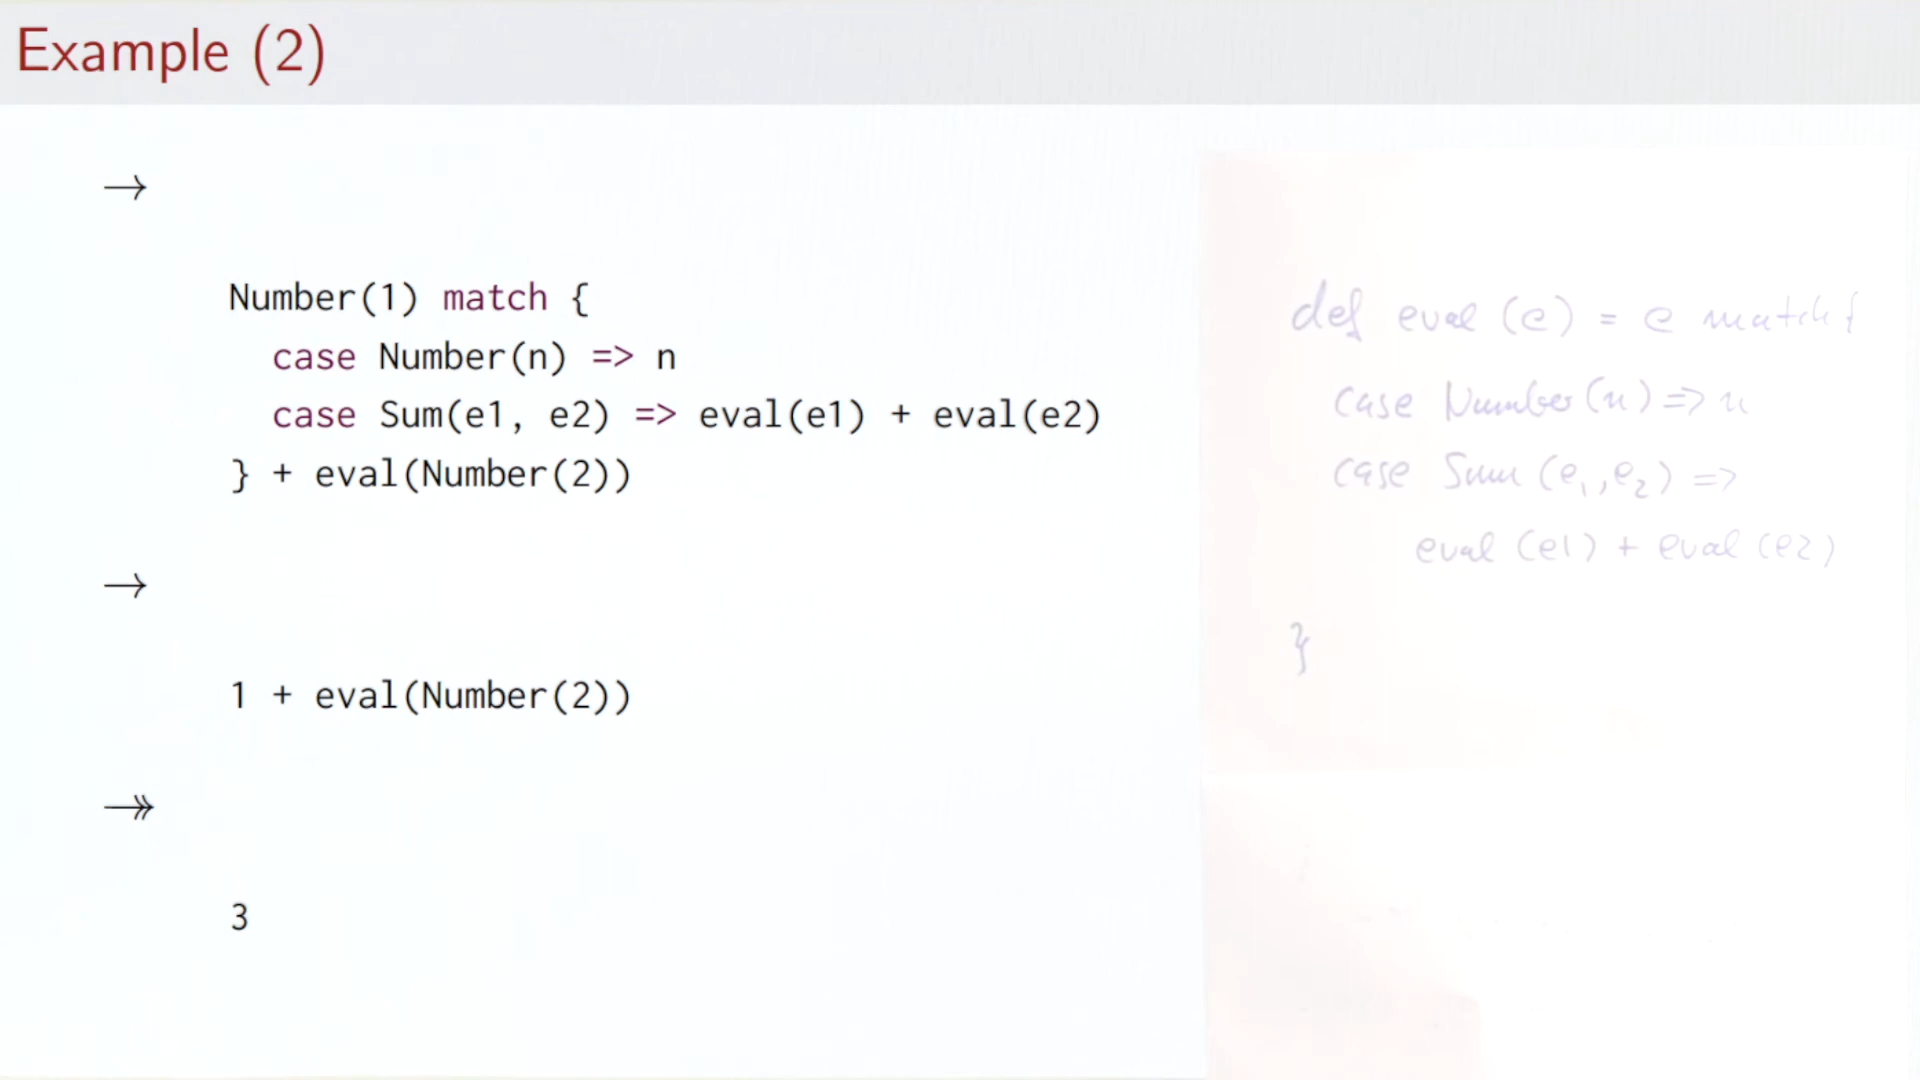 Example (2)
→
Number(1) match {
case Number(n) => n
case Sum(e1, e2) => eval(e1) + eval(e2)
} + eval(Number(2))
→
1 + eval(Number(2))
↠
3
def eval (e) = e match {
case Number (n) => n
case Sum (e₁, e₂) =>
eval (e1) + eval (e2)
}